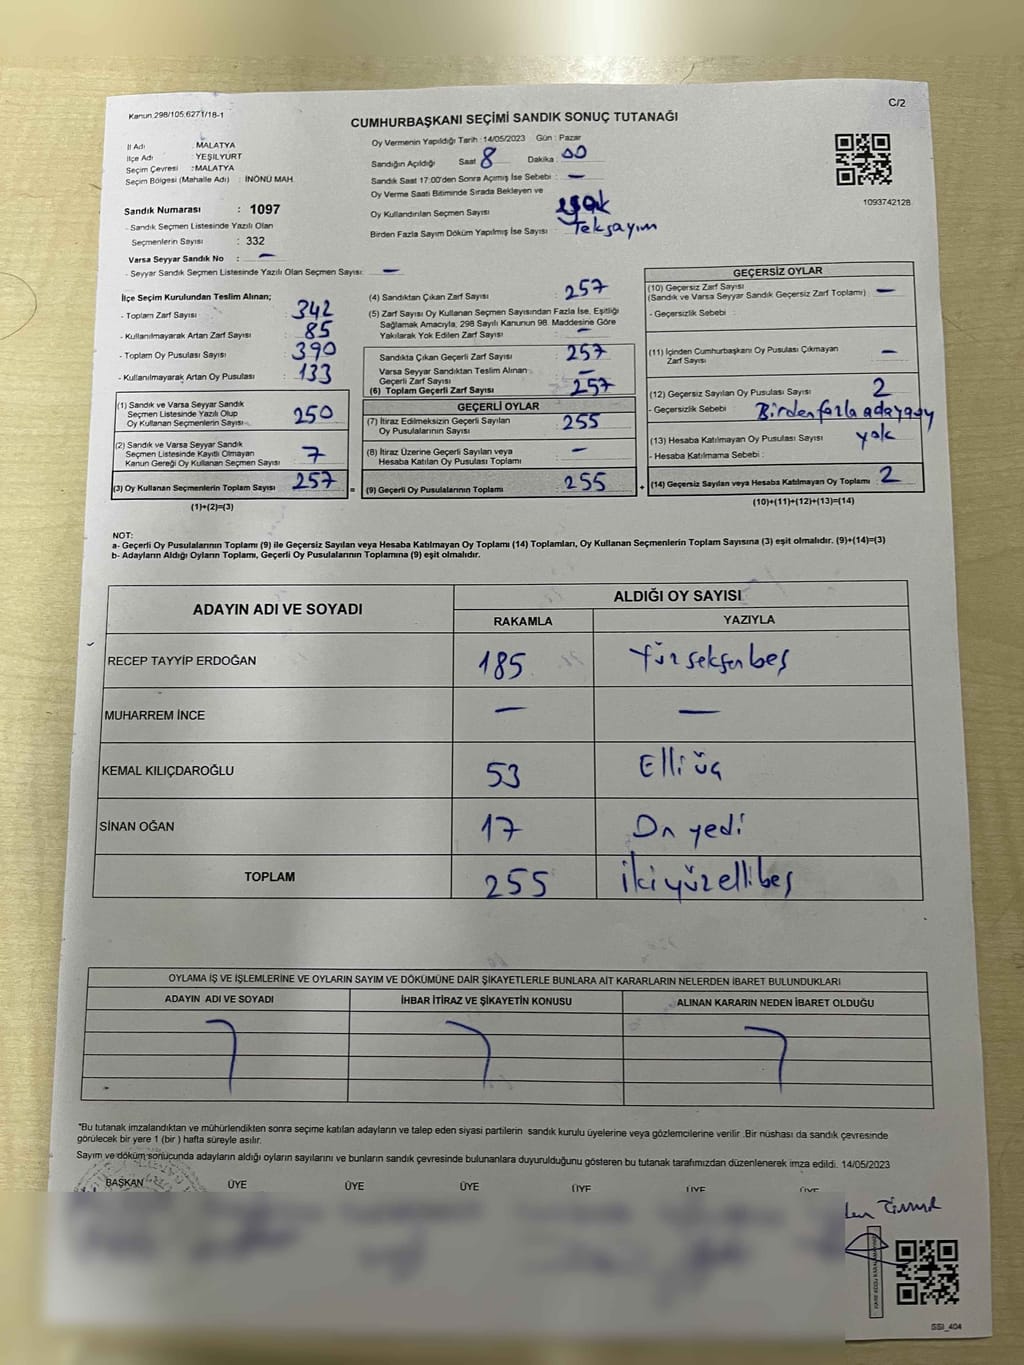 Kanun.298/105.6271/18-1
C/2
CUMHURBAŞKANI SEÇİMİ SANDIK SONUÇ TUTANAĞI
İl Adı : MALATYA
İlçe Adı : YEŞİLYURT
Seçim Çevresi : MALATYA
Seçim Bölgesi (Mahalle Adı) : İNÖNÜ MAH.
Sandık Numarası : 1097
- Sandık Seçmen Listesinde Yazılı Olan
Seçmenlerin Sayısı : 332
Varsa Seyyar Sandık No : —
- Seyyar Sandık Seçmen Listesinde Yazılı Olan Seçmen Sayısı: —
Oy Vermenin Yapıldığı Tarih : 14/05/2023 Gün : Pazar
Sandığın Açıldığı Saat : 8 Dakika : 00
Sandık Saat 17:00'den Sonra Açımış İse Sebebi : —
Oy Verme Saati Bitiminde Sırada Bekleyen ve
Oy Kullandırılan Seçmen Sayısı : yok
Birden Fazla Sayım Döküm Yapılmış İse Sayısı : Tek sayım
1093742128
İlçe Seçim Kurulundan Teslim Alınan;
- Toplam Zarf Sayısı : 342
- Kullanılmayarak Artan Zarf Sayısı : 85
- Toplam Oy Pusulası Sayısı : 390
- Kullanılmayarak Artan Oy Pusulası : 133
(1) Sandık ve Varsa Seyyar Sandık
Seçmen Listesinde Yazılı Olup
Oy Kullanan Seçmen Sayısı : 250
(2) Sandık ve Varsa Seyyar Sandık
Seçmen Listesinde Kayıtlı Olmayan
Kanun Gereği Oy Kullanan Seçmen Sayısı : 7
(3) Oy Kullanan Seçmenlerin Toplam Sayısı : 257
(1)+(2)=(3)
(4) Sandıktan Çıkan Zarf Sayısı : 257
(5) Zarf Sayısı Oy Kullanan Seçmen Sayısından Fazla İse, Eşitliği
Sağlamak Amacıyla, 298 Sayılı Kanunun 98. Maddesine Göre
Yakılarak Yok Edilen Zarf Sayısı : —
Sandıkta Çıkan Geçerli Zarf Sayısı : 257
Varsa Seyyar Sandıktan Teslim Alınan
Geçerli Zarf Sayısı : —
(6) Toplam Geçerli Zarf Sayısı : 257
GEÇERLİ OYLAR
(7) İtiraz Edilmeksizin Geçerli Sayılan
Oy Pusulalarının Sayısı : 255
(8) İtiraz Üzerine Geçerli Sayılan veya
Hesaba Katılan Oy Pusulası Toplamı : —
= (9) Geçerli Oy Pusulalarının Toplamı : 255
GEÇERSİZ OYLAR
(10) Geçersiz Zarf Sayısı
(Sandık ve Varsa Seyyar Sandık Geçersiz Zarf Toplamı) : —
- Geçersizlik Sebebi :
(11) İçinden Cumhurbaşkanı Oy Pusulası Çıkmayan
Zarf Sayısı : —
(12) Geçersiz Sayılan Oy Pusulası Sayısı : 2
- Geçersizlik Sebebi : Birden fazla adaya oy
(13) Hesaba Katılmayan Oy Pusulası Sayısı : yok
- Hesaba Katılmama Sebebi :
+ (14) Geçersiz Sayılan veya Hesaba Katılmayan Oy Toplamı : 2
(10)+(11)+(12)+(13)=(14)
NOT:
a- Geçerli Oy Pusulalarının Toplamı (9) ile Geçersiz Sayılan veya Hesaba Katılmayan Oy Toplamı (14) Toplamları, Oy Kullanan Seçmenlerin Toplam Sayısına (3) eşit olmalıdır. (9)+(14)=(3)
b- Adayların Aldığı Oyların Toplamı, Geçerli Oy Pusulalarının Toplamına (9) eşit olmalıdır.
ADAYIN ADI VE SOYADI
ALDIĞI OY SAYISI
RAKAMLA YAZIYLA
RECEP TAYYİP ERDOĞAN 185 Yüzseksenbeş
MUHARREM İNCE — —
KEMAL KILIÇDAROĞLU 53 Elliüç
SİNAN OĞAN 17 On yedi
TOPLAM 255 ikiyüzellibeş
OYLAMA İŞ VE İŞLEMLERİNE VE OYLARIN SAYIM VE DÖKÜMÜNE DAİR ŞİKAYETLERLE BUNLARA AİT KARARLARIN NELERDEN İBARET BULUNDUKLARI
ADAYIN ADI VE SOYADI İHBAR İTİRAZ VE ŞİKAYETİN KONUSU ALINAN KARARIN NEDEN İBARET OLDUĞU
"Bu tutanak imzalandıktan ve mühürlendikten sonra seçime katılan adayların ve talep eden siyasi partilerin sandık kurulu üyelerine veya gözlemcilerine verilir .Bir nüshası da sandık çevresinde
görülecek bir yere 1 (bir ) hafta süreyle asılır.
Sayım ve döküm sonucunda adayların aldığı oyların sayılarını ve bunların sandık çevresinde bulunanlara duyurulduğunu gösteren bu tutanak tarafımızdan düzenlenerek imza edildi. 14/05/2023
BAŞKAN ÜYE ÜYE ÜYE ÜYE ÜYE ÜYE
SSI_404